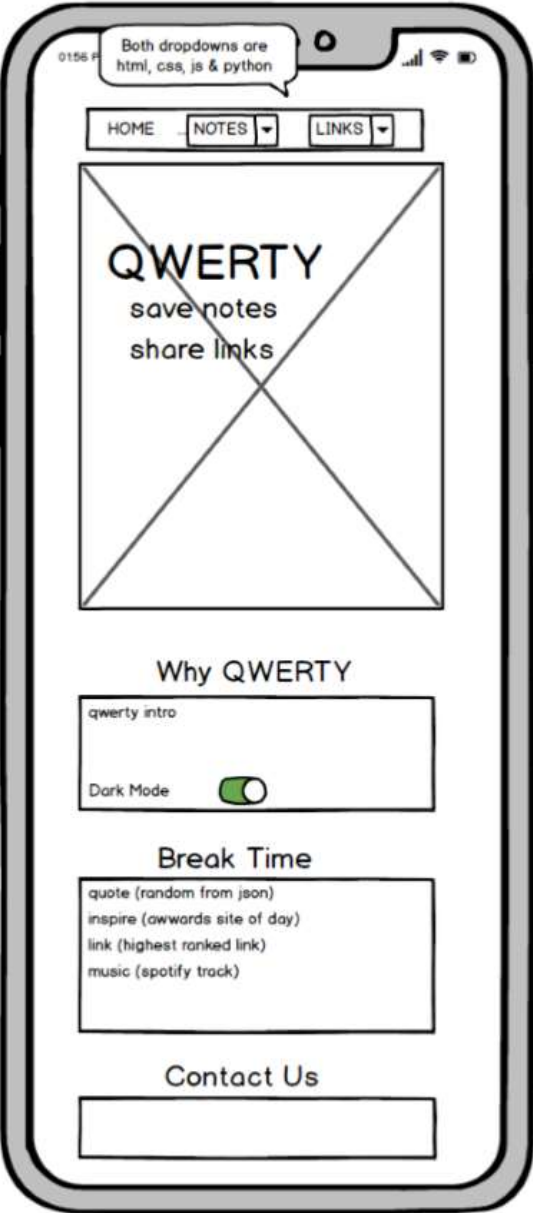 01:56 P
Both dropdowns are
html, css, js & python
HOME NOTES LINKS
QWERTY
save notes
share links
Why QWERTY
qwerty intro
Dark Mode
Break Time
quote (random from json)
inspire (awwards site of day)
link (highest ranked link)
music (spotify track)
Contact Us